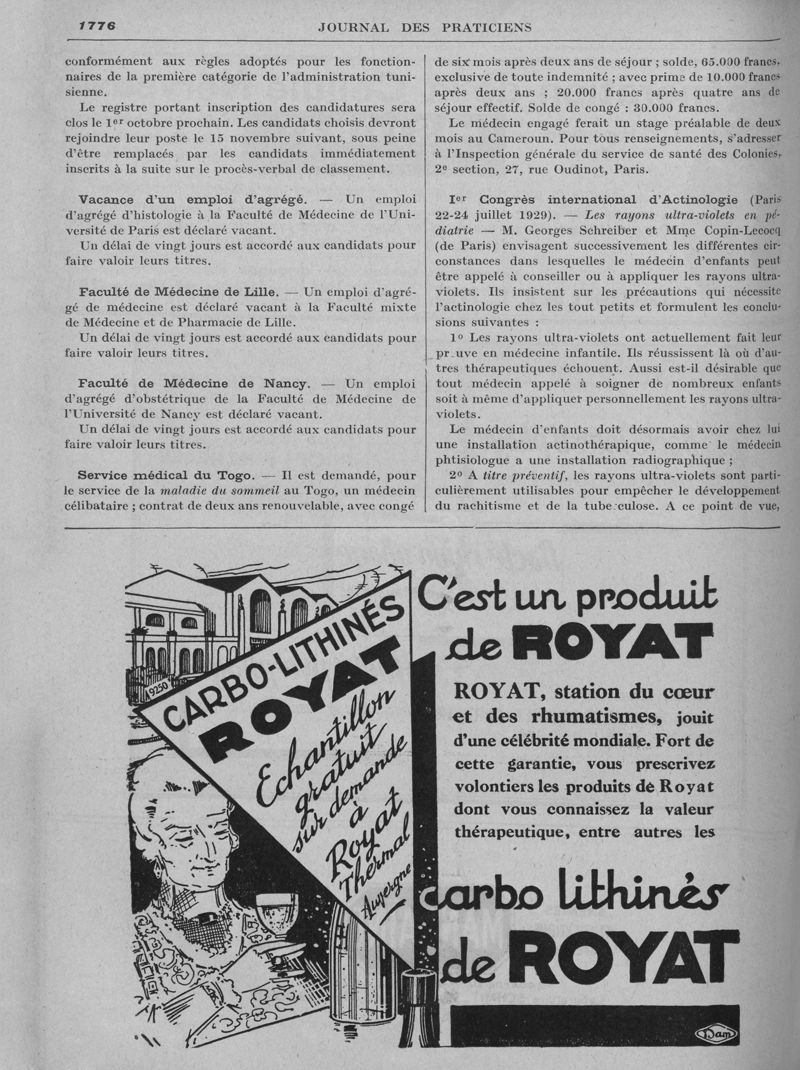 1776
JOURNAL DES PRATICIENS
conformément aux règles adoptés pour les fonction-
naires de la première catégorie de l'administration tuni-
sienne.
Le registre portant inscription des candidatures sera
clos le 1er octobre prochain. Les candidats choisis devront
rejoindre leur poste le 15 novembre suivant, sous peine
d'être remplacés par les candidats immédiatement
inscrits à la suite sur le procès-verbal de classement.
Vacance d'un emploi d'agrégé. — Un emploi
d'agrégé d'histologie à la Faculté de Médecine de l'Uni-
versité de Paris est déclaré vacant.
Un délai de vingt jours est accordé aux candidats pour
faire valoir leurs titres.
Faculté de Médecine de Lille. — Un emploi d'agré-
gé de médecine est déclaré vacant à la Faculté mixte
de Médecine et de Pharmacie de Lille.
Un délai de vingt jours est accordé aux candidats pour
faire valoir leurs titres.
Faculté de Médecine de Nancy. — Un emploi
d'agrégé d'obstétrique de la Faculté de Médecine de
l'Université de Nancy est déclaré vacant.
Un délai de vingt jours est accordé aux candidats pour
faire valoir leurs titres.
Service médical du Togo. — Il est demandé, pour
le service de la maladie du sommeil au Togo, un médecin
célibataire ; contrat de deux ans renouvelable, avec congé
de six mois après deux ans de séjour ; solde, 65.000 francs,
exclusive de toute indemnité ; avec prime de 10.000 francs
après deux ans ; 20.000 francs après quatre ans de
séjour effectif. Solde de congé : 30.000 francs.
Le médecin engagé ferait un stage préalable de deux
mois au Cameroun. Pour tous renseignements, s'adresser
à l'Inspection générale du service de santé des Colonies,
2e section, 27, rue Oudinot, Paris.
Ier Congrès international d'Actinologie (Paris
22-24 juillet 1929). — Les rayons ultra-violets en pé-
diatrie — M. Georges Schreiber et Mme Copin-Lecocq
(de Paris) envisagent successivement les différentes cir-
constances dans lesquelles le médecin d'enfants peut
être appelé à conseiller ou à appliquer les rayons ultra-
violets. Ils insistent sur les précautions qui nécessite
l'actinologie chez les tout petits et formulent les conclu-
sions suivantes :
1o Les rayons ultra-violets ont actuellement fait leur
pr uve en médecine infantile. Ils réussissent là où d'au-
tres thérapeutiques échouent. Aussi est-il désirable que
tout médecin appelé à soigner de nombreux enfants
soit à même d'appliquer personnellement les rayons ultra-
violets.
Le médecin d'enfants doit désormais avoir chez lui
une installation actinothérapique, comme le médecin
phtisiologue a une installation radiographique ;
2o A titre préventif, les rayons ultra-violets sont parti-
culièrement utilisables pour empêcher le développement
du rachitisme et de la tube culose. A ce point de vue,
9250
CARBO-LITHINÉS
ROYAT
Echantillon
gratuit
sur demande
à
Royat
Thermal
Auvergne
C'est un produit
de ROYAT
ROYAT, station du cœur
et des rhumatismes, jouit
d'une célébrité mondiale. Fort de
cette garantie, vous prescrivez
volontiers les produits de Royat
dont vous connaissez la valeur
thérapeutique, entre autres les
carbo lithinés
de ROYAT
Dam